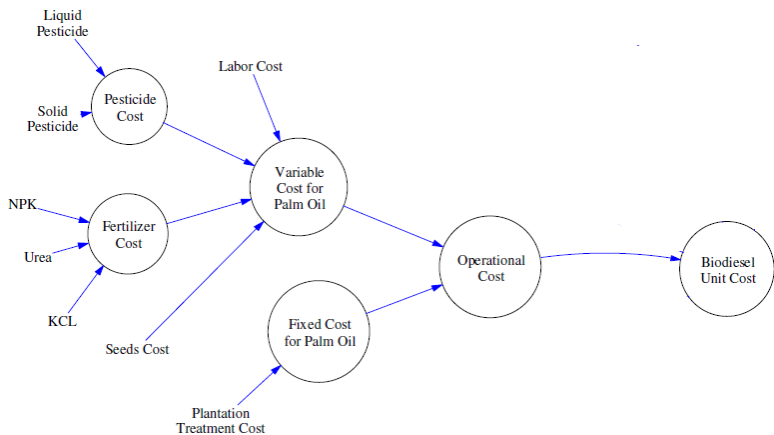 Liquid
Pesticide
Labor Cost
Pesticide
Cost
Solid
Pesticide
Variable
Cost for
Palm Oil
NPK
Fertilizer
Cost
Urea
Operational
Cost
Biodiesel
Unit Cost
KCL
Seeds Cost
Fixed Cost
for Palm Oil
Plantation
Treatment Cost